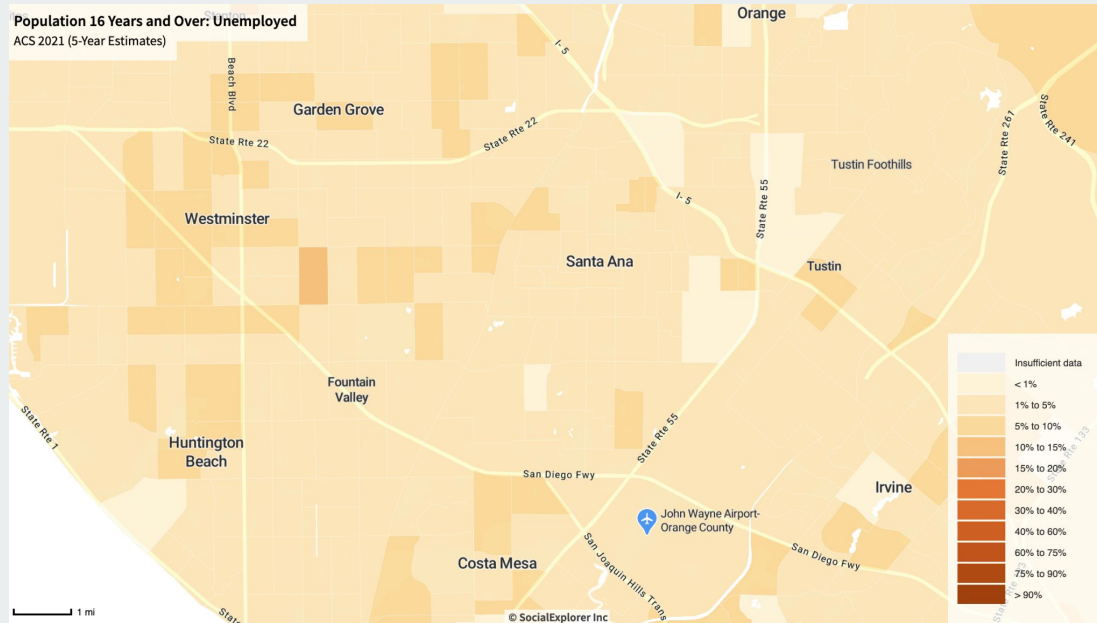 Population 16 Years and Over: Unemployed
ACS 2021 (5-Year Estimates)
Stanton
Orange
I- 5
Beach Blvd
Garden Grove
State Rte 22
State Rte 22
State Rte 261
State Rte 241
Tustin Foothills
Westminster
I- 5
State Rte 55
Santa Ana
Tustin
Fountain
Valley
State Rte 1
Huntington
Beach
State Rte 55
San Diego Fwy
Irvine
John Wayne Airport-
Orange County
San Diego Fwy
Costa Mesa
San Joaquin Hills Trans
State
1 mi
© SocialExplorer Inc
Insufficient data
< 1%
1% to 5%
5% to 10%
10% to 15%
15% to 20%
20% to 30%
30% to 40%
40% to 60%
60% to 75%
75% to 90%
> 90%
State Rte 133